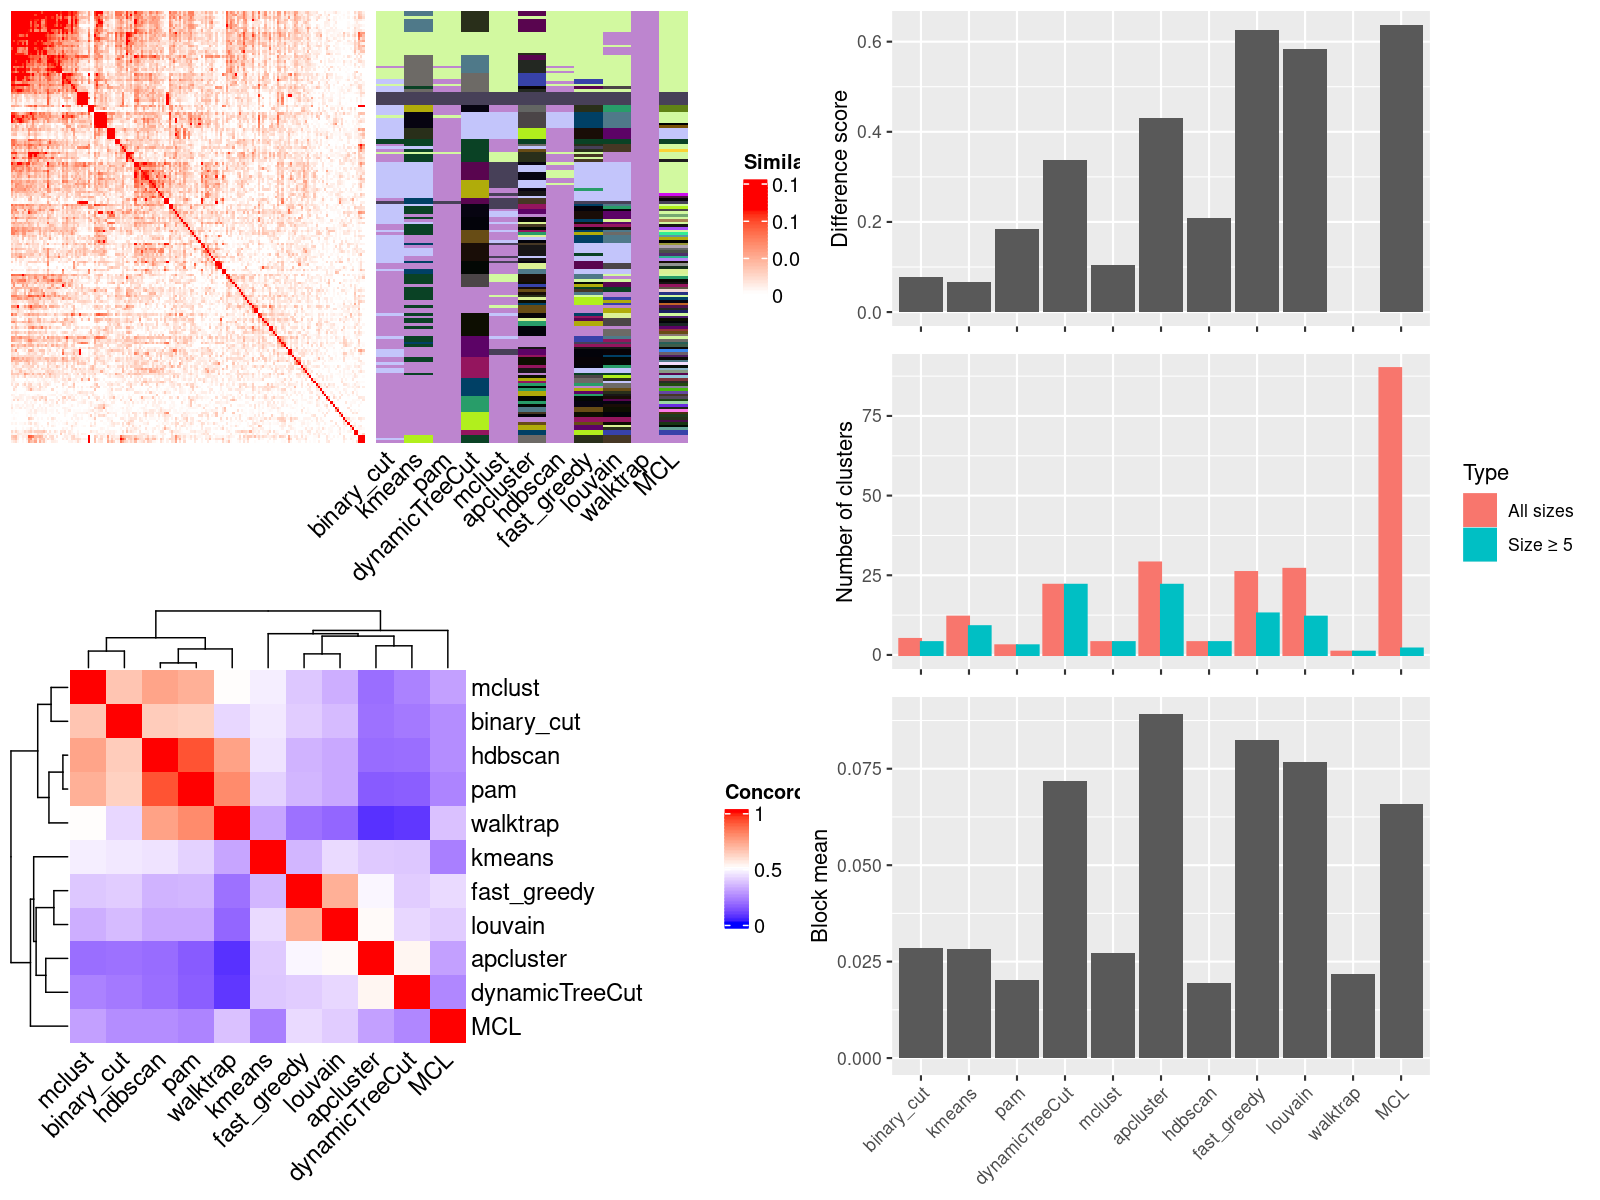 Simila
0.1
0.1
0.0
0
binary_cut
kmeans
pam
dynamicTreeCut
mclust
apcluster
hdbscan
fast_greedy
louvain
walktrap
MCL
mclust
binary_cut
hdbscan
pam
walktrap
kmeans
fast_greedy
louvain
apcluster
dynamicTreeCut
MCL
mclust
binary_cut
hdbscan
pam
walktrap
kmeans
fast_greedy
louvain
apcluster
dynamicTreeCut
MCL
Concord
1
0.5
0
Difference score
0.6
0.4
0.2
0.0
Number of clusters
75
50
25
0
Type
All sizes
Size ≥ 5
Block mean
0.075
0.050
0.025
0.000
binary_cut
kmeans
pam
dynamicTreeCut
mclust
apcluster
hdbscan
fast_greedy
louvain
walktrap
MCL